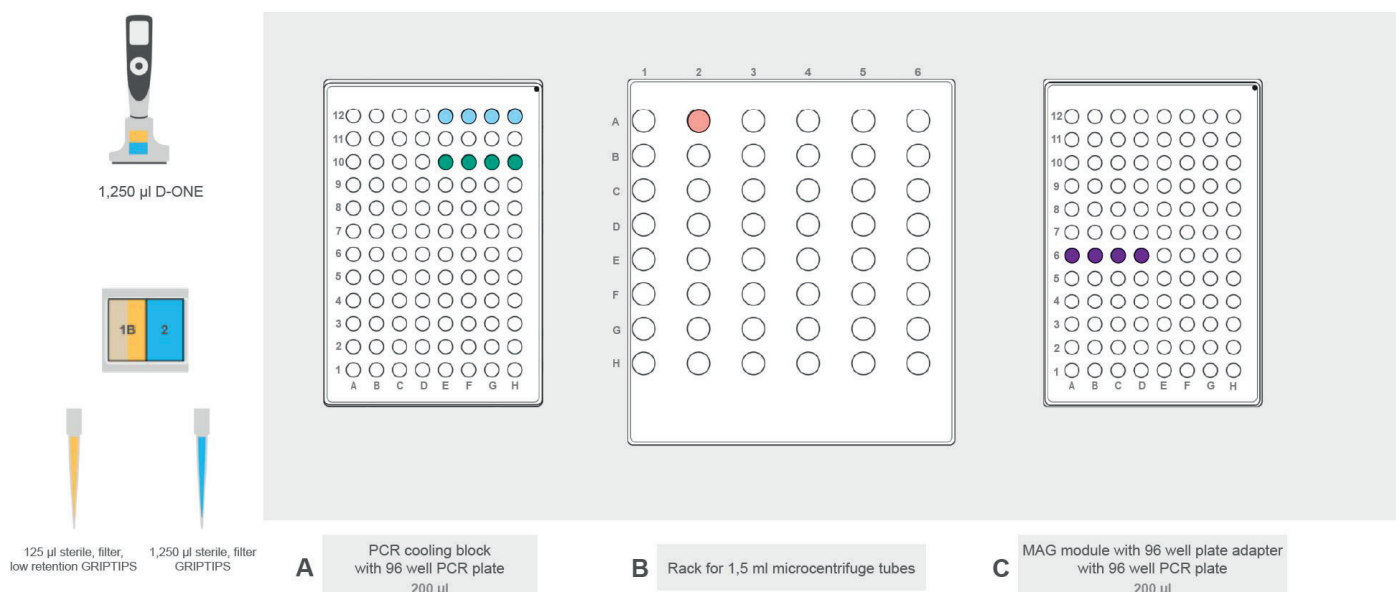 1,250 µl D-ONE
1B 2
125 µl sterile, filter,
low retention GRIPTIPS
1,250 µl sterile, filter
GRIPTIPS
12
11
10
9
8
7
6
5
4
3
2
1
A B C D E F G H
1 2 3 4 5 6
A
B
C
D
E
F
G
H
12
11
10
9
8
7
6
5
4
3
2
1
A B C D E F G H
A
PCR cooling block
with 96 well PCR plate
200 µl
B
Rack for 1,5 ml microcentrifuge tubes
C
MAG module with 96 well plate adapter
with 96 well PCR plate
200 µl